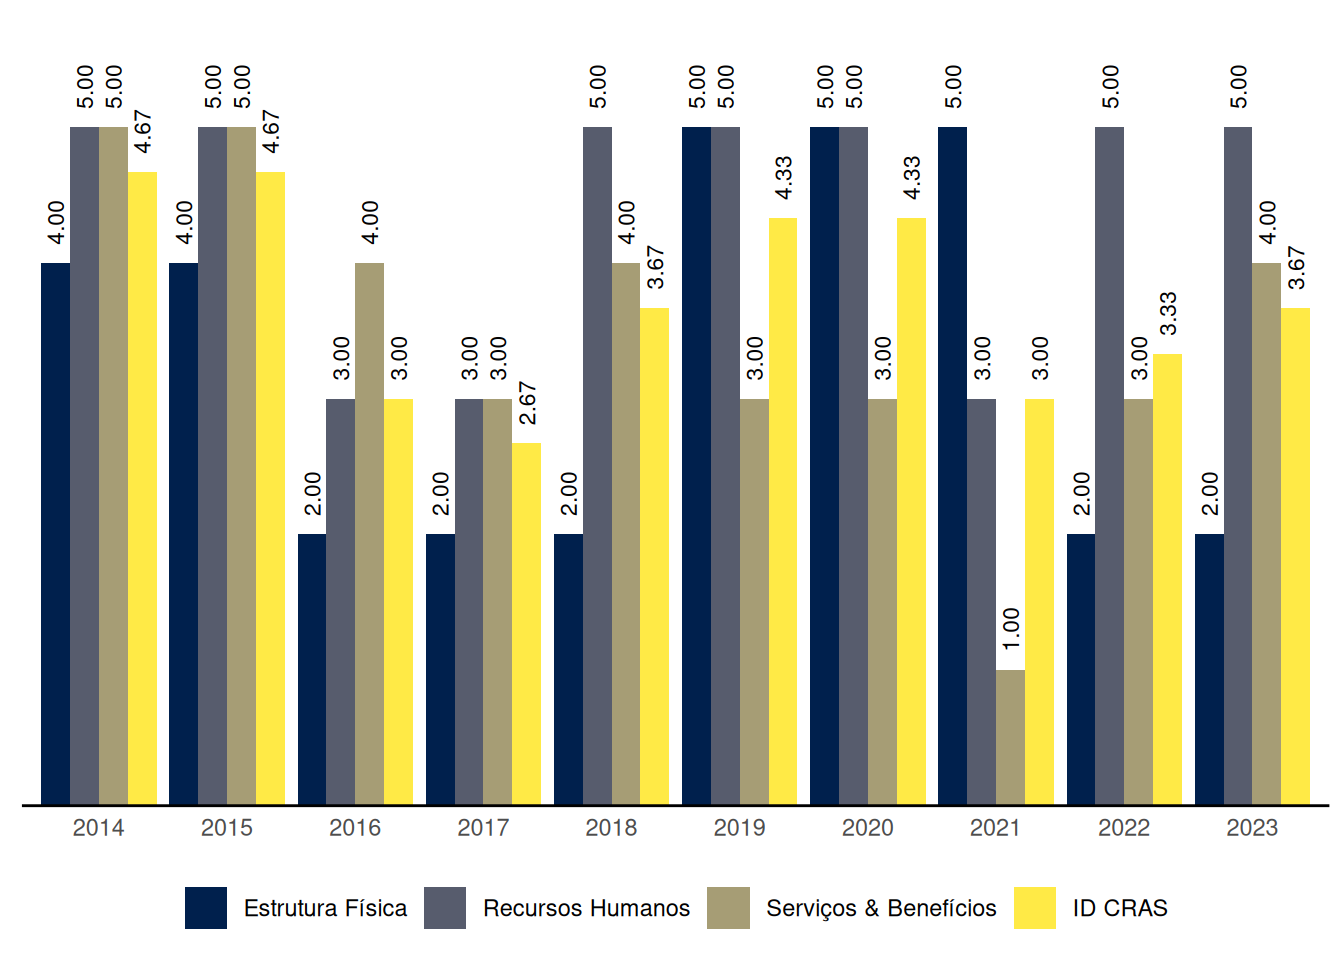 4.00 5.00 5.00 4.67
4.00 5.00 5.00 4.67
2.00 3.00 4.00 3.00
2.00 3.00 3.00 2.67
2.00 5.00 4.00 3.67
5.00 5.00 3.00 4.33
5.00 5.00 3.00 4.33
5.00 3.00 1.00 3.00
2.00 5.00 3.00 3.33
2.00 5.00 4.00 3.67
2014 2015 2016 2017 2018 2019 2020 2021 2022 2023
Estrutura Física Recursos Humanos Serviços & Benefícios ID CRAS